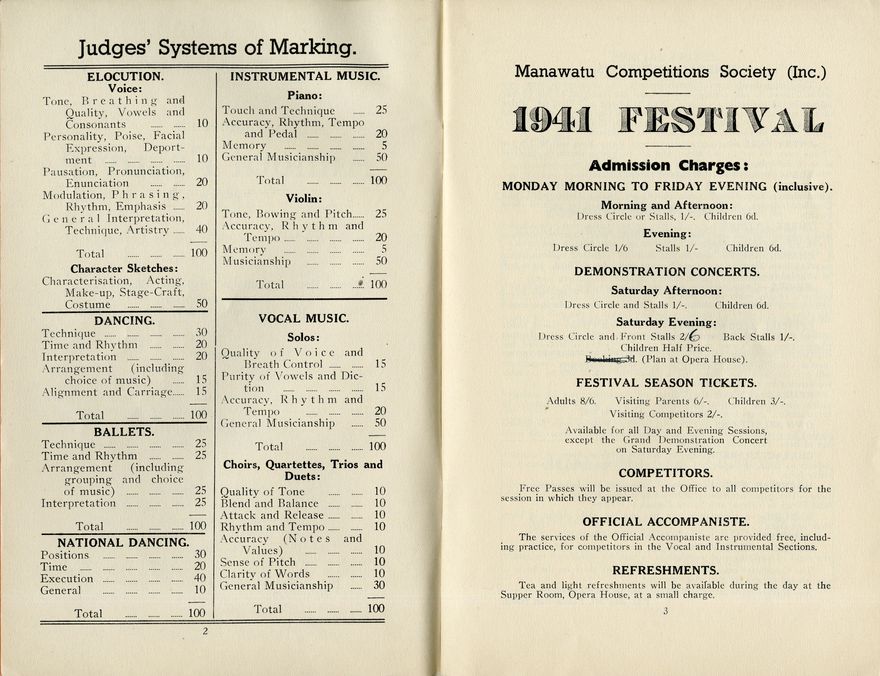 Judges' Systems of Marking.
ELOCUTION.
Voice:
Tone, Breathing and
Quality, Vowels and
Consonants ...... ...... 10
Personality, Poise, Facial
Expression, Deport-
ment ...... ...... ...... ...... 10
Pausation, Pronunciation,
Enunciation ...... ...... 20
Modulation, Phrasing,
Rhythm, Emphasis ...... 20
General Interpretation,
Technique, Artistry ...... 40
Total ...... ...... ...... 100
Character Sketches:
Characterisation, Acting,
Make-up, Stage-Craft,
Costume ...... ...... ...... 50
DANCING.
Technique ...... ...... ...... ...... 30
Time and Rhythm ...... ...... 20
Interpretation ...... ...... ...... 20
Arrangement (including
choice of music) ...... 15
Alignment and Carriage...... 15
Total ...... ...... ...... 100
BALLETS.
Technique ...... ...... ...... ...... 25
Time and Rhythm ...... ...... 25
Arrangement (including
grouping and choice
of music) ...... ...... ...... 25
Interpretation ...... ...... ...... 25
Total ...... ...... ...... 100
NATIONAL DANCING.
Positions ...... ...... ...... ...... 30
Time ...... ...... ...... ...... ...... 20
Execution ...... ...... ...... ...... 40
General ...... ...... ...... ...... 10
Total ...... ...... ...... 100
INSTRUMENTAL MUSIC.
Piano:
Touch and Technique ...... 25
Accuracy, Rhythm, Tempo
and Pedal ...... ...... ...... 20
Memory ...... ...... ...... ...... 5
General Musicianship ...... 50
Total ...... ...... ...... 100
Violin:
Tone, Bowing and Pitch...... 25
Accuracy, Rhythm and
Tempo ...... ...... ...... ...... 20
Memory ...... ...... ...... ...... 5
Musicianship ...... ...... ...... 50
Total ...... ...... ...... 100
VOCAL MUSIC.
Solos:
Quality of Voice and
Breath Control ...... ...... 15
Purity of Vowels and Dic-
tion ...... ...... ...... ...... 15
Accuracy, Rhythm and
Tempo ...... ...... ...... ...... 20
General Musicianship ...... 50
Total ...... ...... ...... 100
Choirs, Quartettes, Trios and
Duets:
Quality of Tone ...... ...... 10
Blend and Balance ...... ...... 10
Attack and Release ...... ...... 10
Rhythm and Tempo ...... ...... 10
Accuracy (Notes and
Values) ...... ...... ...... 10
Sense of Pitch ...... ...... ...... 10
Clarity of Words ...... ...... 10
General Musicianship ...... 30
Total ...... ...... ...... 100
2
Manawatu Competitions Society (Inc.)
1941 FESTIVAL
Admission Charges:
MONDAY MORNING TO FRIDAY EVENING (inclusive).
Morning and Afternoon:
Dress Circle or Stalls, 1/-. Children 6d.
Evening:
Dress Circle 1/6 Stalls 1/- Children 6d.
DEMONSTRATION CONCERTS.
Saturday Afternoon:
Dress Circle and Stalls 1/-. Children 6d.
Saturday Evening:
Dress Circle and Front Stalls 2/6 Back Stalls 1/-.
Children Half Price.
Booking 3d. (Plan at Opera House).
FESTIVAL SEASON TICKETS.
Adults 8/6. Visiting Parents 6/-. Children 3/-.
Visiting Competitors 2/-.
Available for all Day and Evening Sessions,
except the Grand Demonstration Concert
on Saturday Evening.
COMPETITORS.
Free Passes will be issued at the Office to all competitors for the
session in which they appear.
OFFICIAL ACCOMPANISTE.
The services of the Official Accompaniste are provided free, includ-
ing practice, for competitors in the Vocal and Instrumental Sections.
REFRESHMENTS.
Tea and light refreshments will be available during the day at the
Supper Room, Opera House, at a small charge.
3